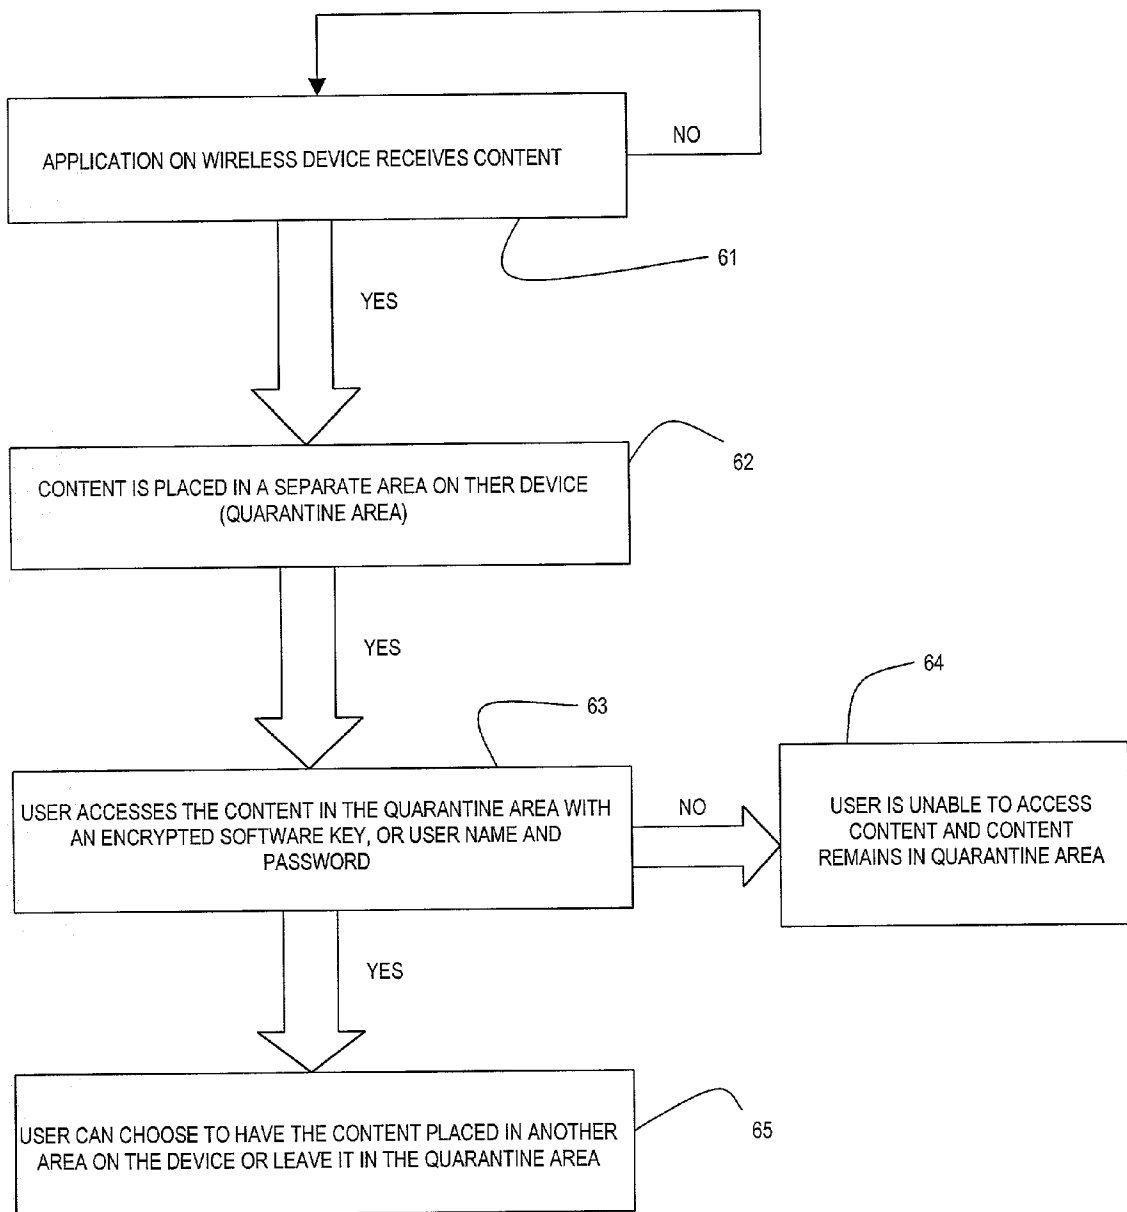 APPLICATION ON WIRELESS DEVICE RECEIVES CONTENT
NO
61
YES
CONTENT IS PLACED IN A SEPARATE AREA ON THER DEVICE
(QUARANTINE AREA)
62
YES
63
64
USER ACCESSES THE CONTENT IN THE QUARANTINE AREA WITH
AN ENCRYPTED SOFTWARE KEY, OR USER NAME AND
PASSWORD
NO
USER IS UNABLE TO ACCESS
CONTENT AND CONTENT
REMAINS IN QUARANTINE AREA
YES
USER CAN CHOOSE TO HAVE THE CONTENT PLACED IN ANOTHER
AREA ON THE DEVICE OR LEAVE IT IN THE QUARANTINE AREA
65